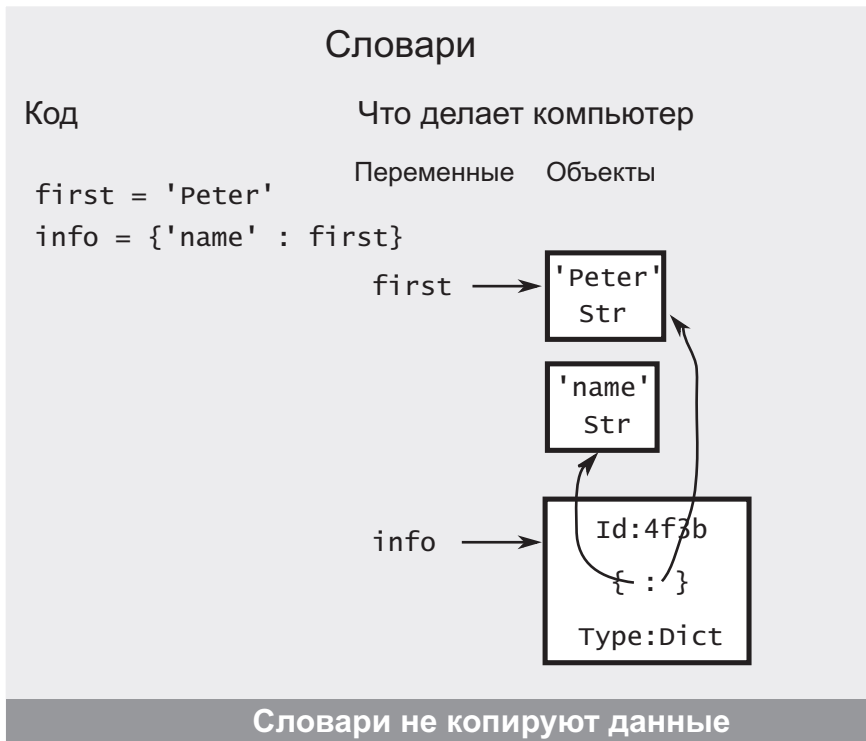 Словари
Код
Что делает компьютер
Переменные Объекты
first = 'Peter'
info = {'name' : first}
first
'Peter'
Str
'name'
Str
info
Id:4f3b
{ : }
Type:Dict
Словари не копируют данные